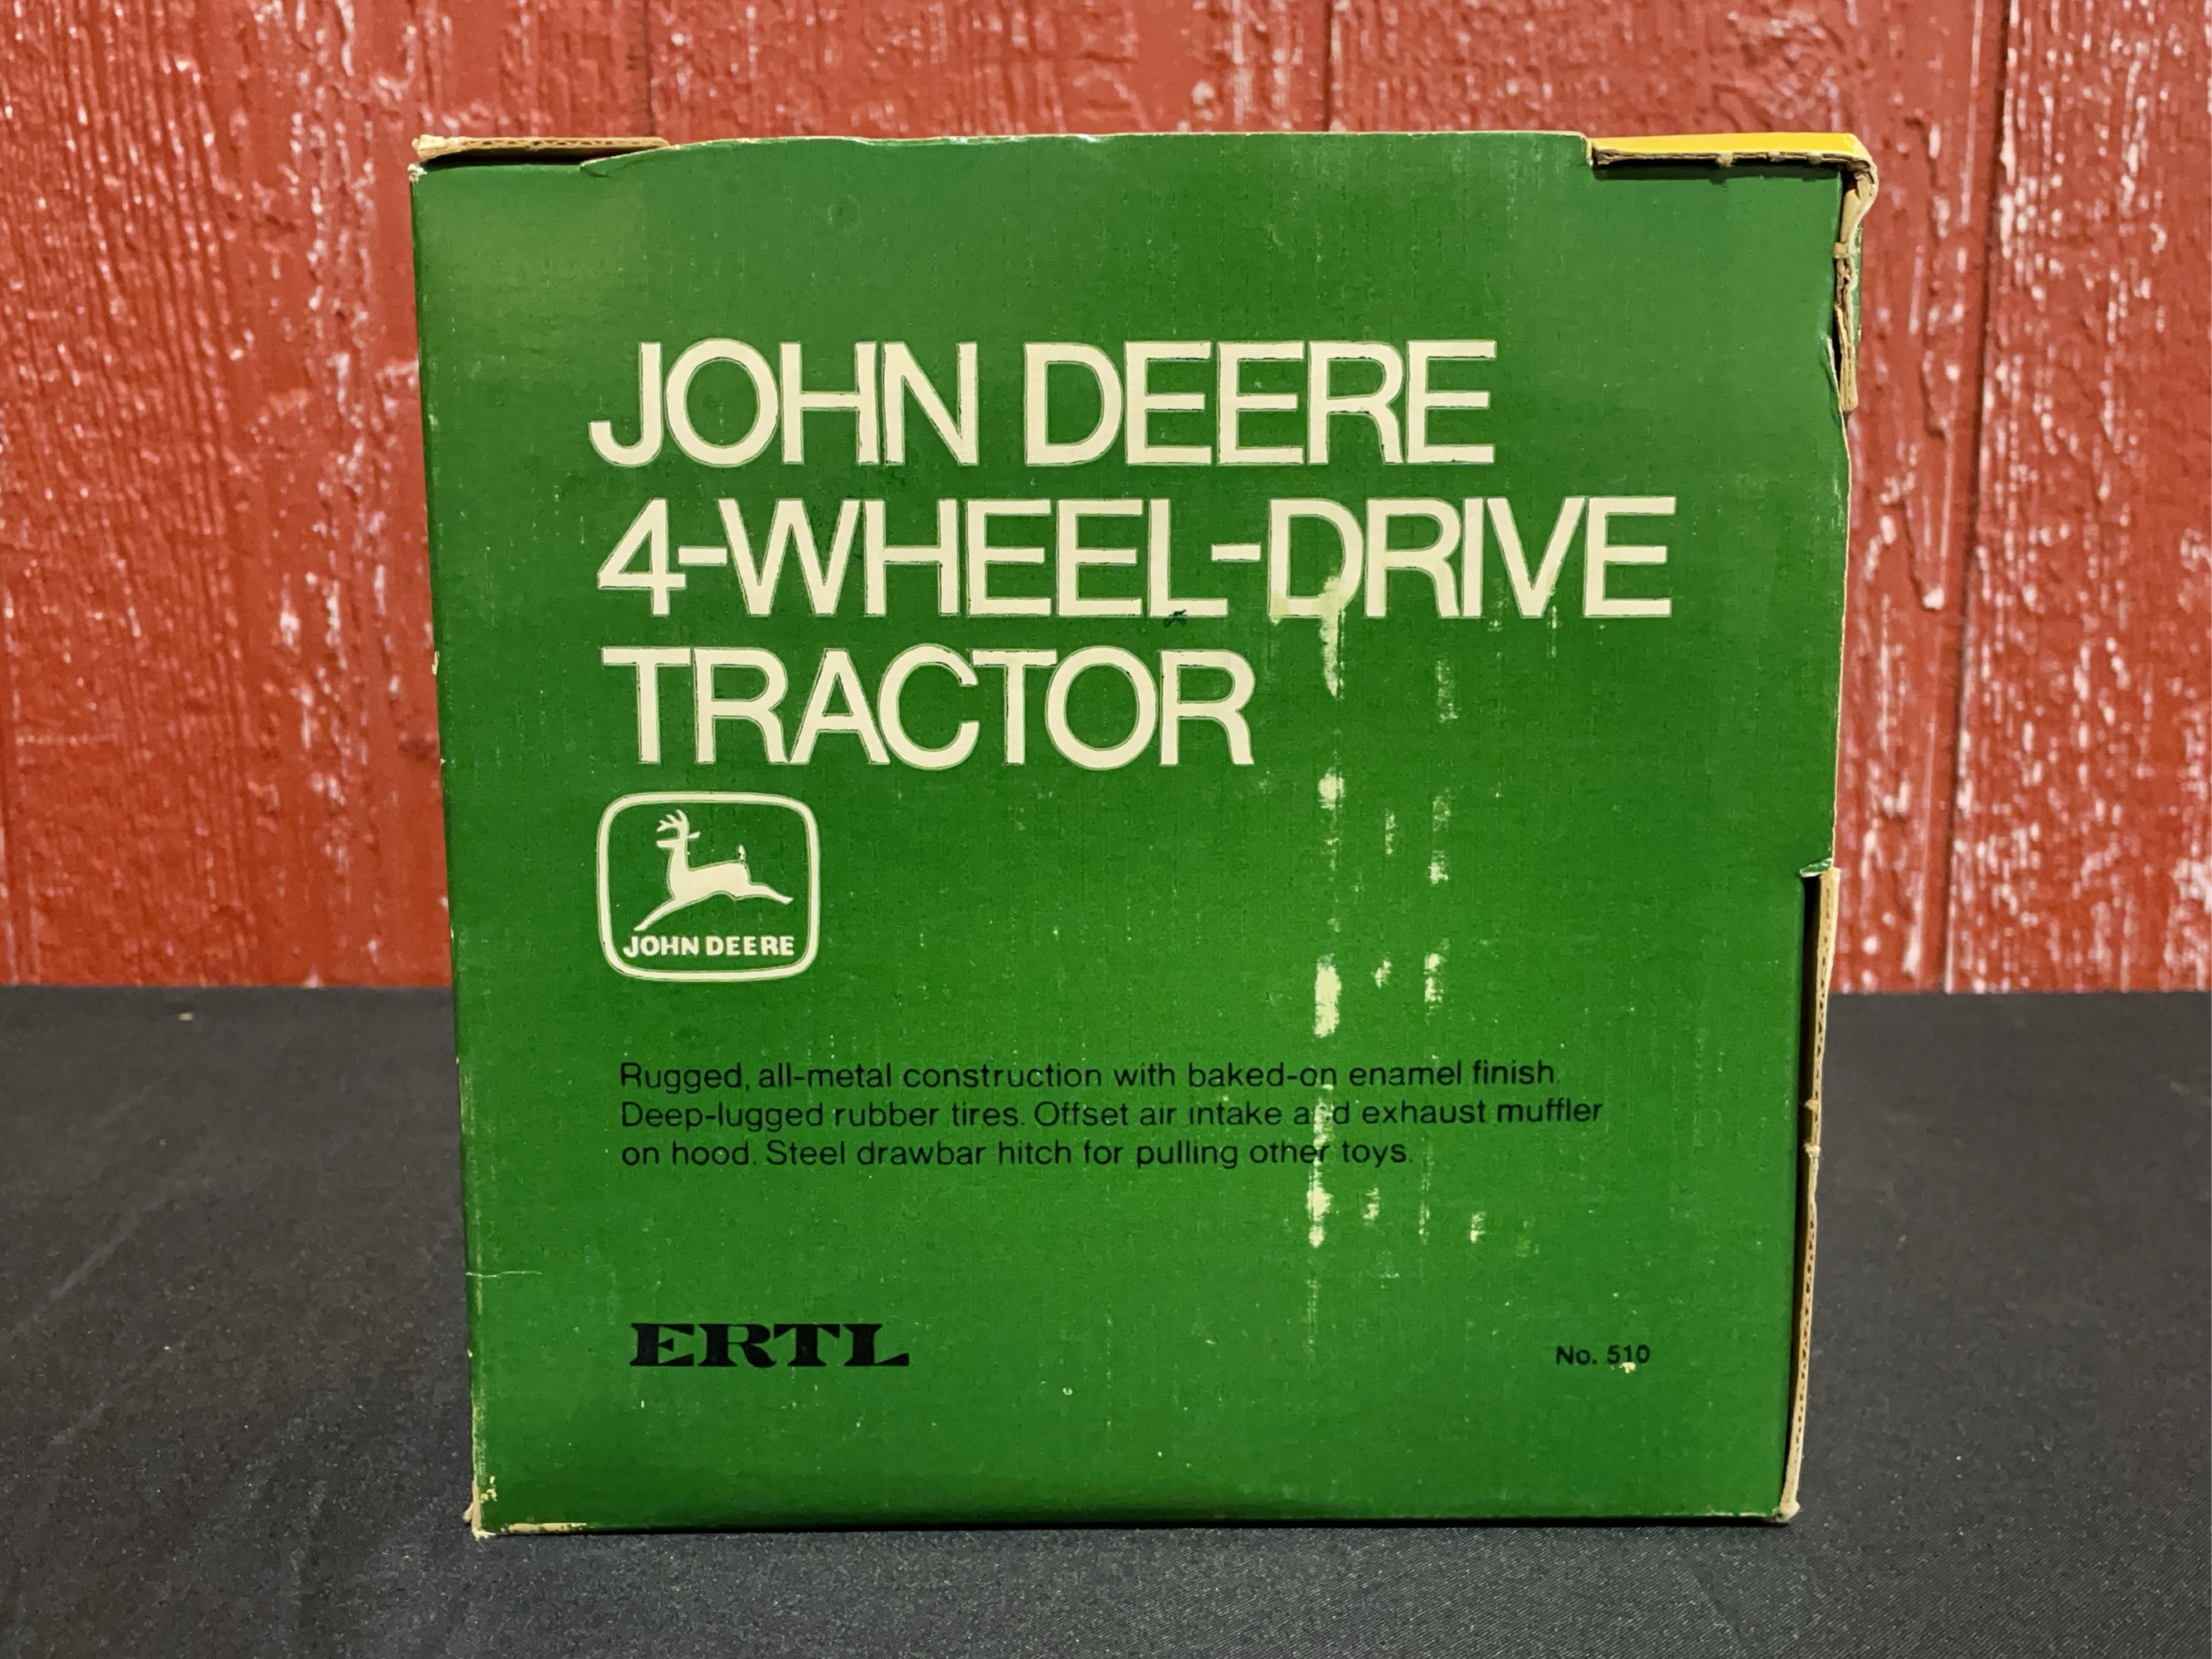 JOHN DEERE
4-WHEEL-DRIVE
TRACTOR
JOHN DEERE
Rugged, all-metal construction with baked-on enamel finish.
Deep-lugged rubber tires. Offset air intake and exhaust muffler
on hood. Steel drawbar hitch for pulling other toys.
ERTL
No. 510